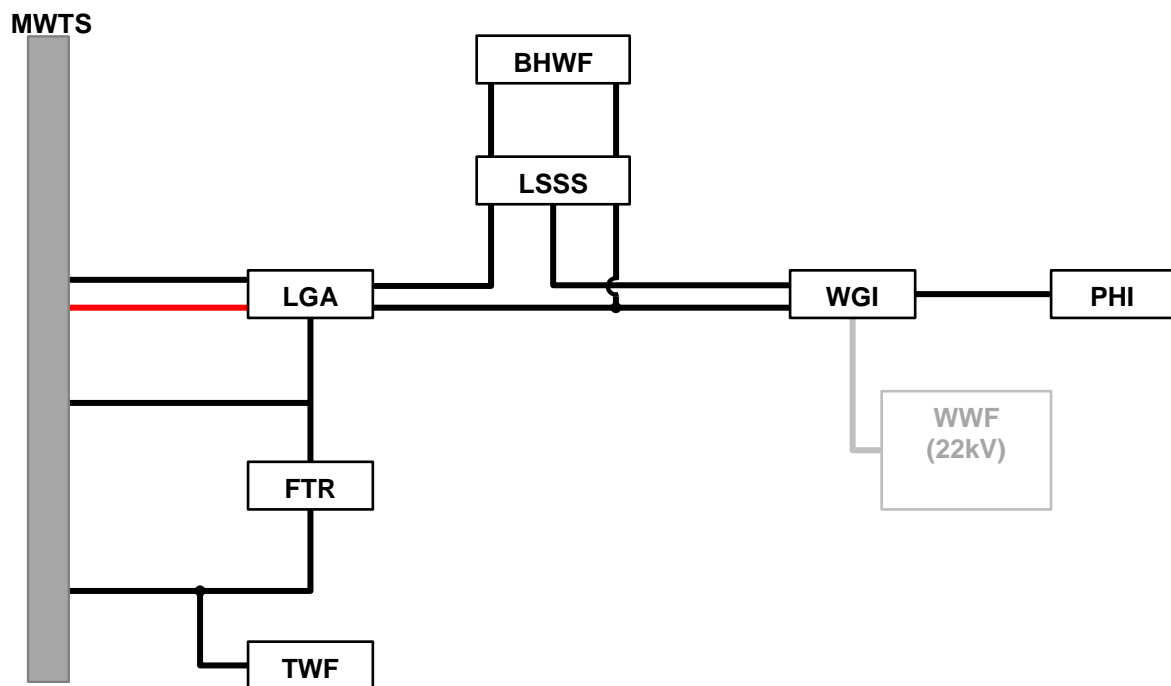 MWTS
BHWF
LSSS
LGA
WGI
PHI
WWF
(22kV)
FTR
TWF